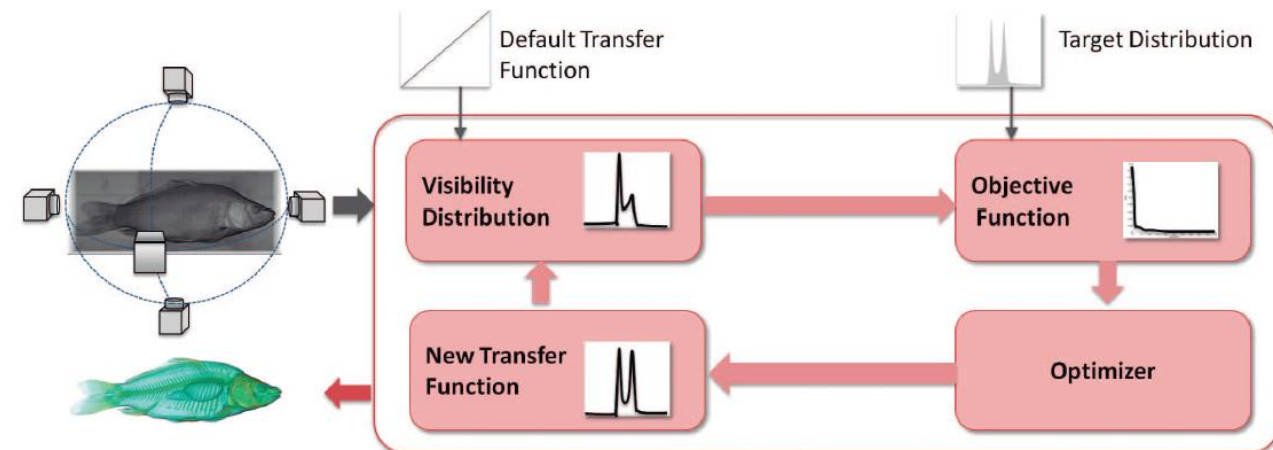 Default Transfer
Function
Target Distribution
Visibility
Distribution
Objective
Function
New Transfer
Function
Optimizer